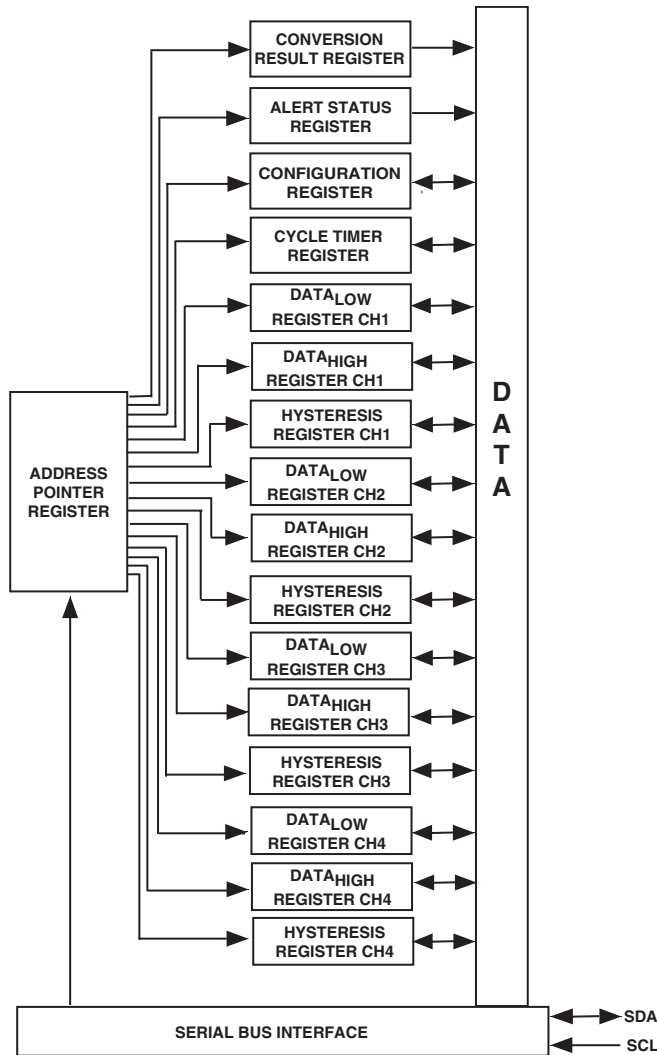 CONVERSION
RESULT REGISTER
ALERT STATUS
REGISTER
CONFIGURATION
REGISTER
CYCLE TIMER
REGISTER
DATALOW
REGISTER CH1
DATAHIGH
REGISTER CH1
HYSTERESIS
REGISTER CH1
DATALOW
REGISTER CH2
DATAHIGH
REGISTER CH2
HYSTERESIS
REGISTER CH2
DATALOW
REGISTER CH3
DATAHIGH
REGISTER CH3
HYSTERESIS
REGISTER CH3
DATALOW
REGISTER CH4
DATAHIGH
REGISTER CH4
HYSTERESIS
REGISTER CH4
ADDRESS
POINTER
REGISTER
D
A
T
A
SERIAL BUS INTERFACE
SDA
SCL